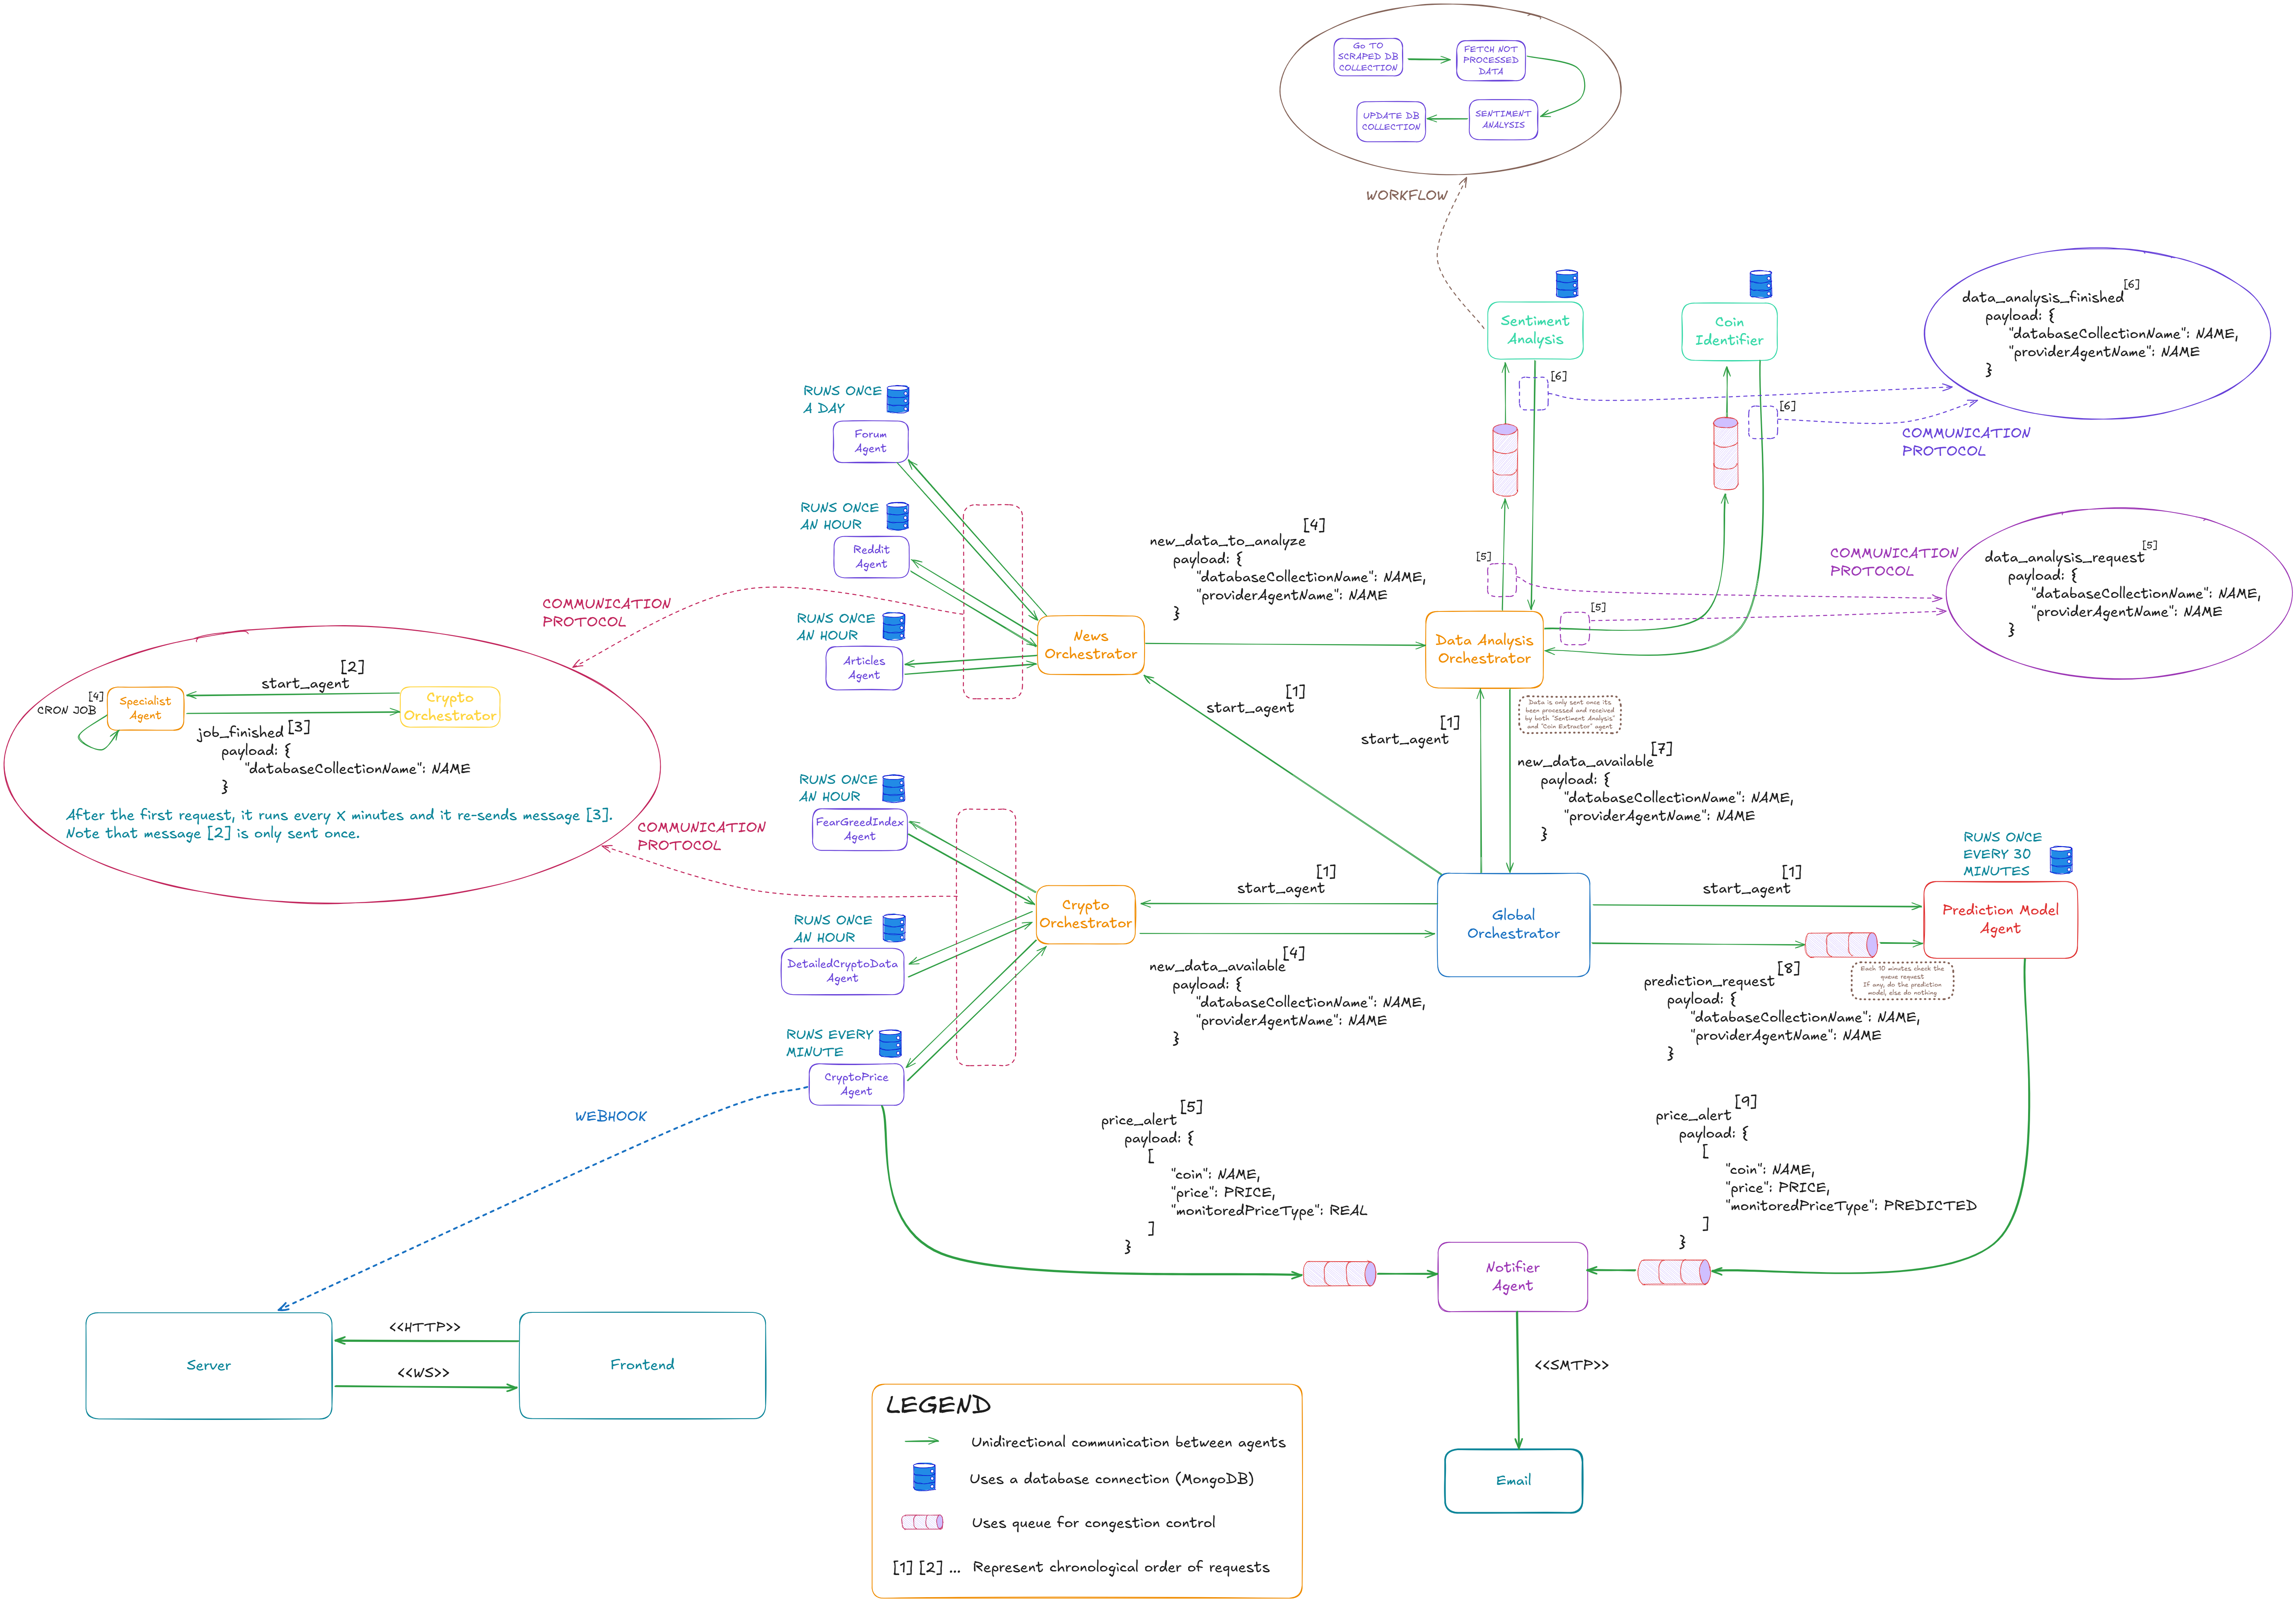 Go TO
SCRAPED DB
COLLECTION
FETCH NOT
PROCESSED
DATA
UPDATE DB
COLLECTION
SENTIMENT
ANALYSIS
WORKFLOW
Sentiment
Analysis
Coin
Identifier
[6]
data_analysis_finished
payload: {
"databaseCollectionName": NAME,
"providerAgentName": NAME
}
[6]
[6]
COMMUNICATION
PROTOCOL
RUNS ONCE
A DAY
Forum
Agent
RUNS ONCE
AN HOUR
Reddit
Agent
RUNS ONCE
AN HOUR
Articles
Agent
News
Orchestrator
[4]
new_data_to_analyze
payload: {
"databaseCollectionName": NAME,
"providerAgentName": NAME
}
[5]
[5]
Data Analysis
Orchestrator
COMMUNICATION
PROTOCOL
[5]
data_analysis_request
payload: {
"databaseCollectionName": NAME,
"providerAgentName": NAME
}
COMMUNICATION
PROTOCOL
[2]
start_agent
[4]
CRON JOB
Specialist
Agent
Crypto
Orchestrator
[3]
job_finished
payload: {
"databaseCollectionName": NAME
}
After the first request, it runs every X minutes and it re-sends message [3].
Note that message [2] is only sent once.
COMMUNICATION
PROTOCOL
[1]
start_agent
[1]
start_agent
Data is only sent once its
been processed and received
by both "Sentiment Analysis"
and "Coin Extractor" agent
[7]
new_data_available
payload: {
"databaseCollectionName": NAME,
"providerAgentName": NAME
}
RUNS ONCE
AN HOUR
FearGreedIndex
Agent
RUNS ONCE
AN HOUR
DetailedCryptoData
Agent
RUNS EVERY
MINUTE
CryptoPrice
Agent
Crypto
Orchestrator
[1]
start_agent
[4]
new_data_available
payload: {
"databaseCollectionName": NAME,
"providerAgentName": NAME
}
Global
Orchestrator
[1]
start_agent
RUNS ONCE
EVERY 30
MINUTES
Prediction Model
Agent
[8]
prediction_request
payload: {
"databaseCollectionName": NAME,
"providerAgentName": NAME
}
Each 10 minutes check the
queue request
If any, do the prediction
model, else do nothing
WEBHOOK
[5]
price_alert
payload: {
[
"coin": NAME,
"price": PRICE,
"monitoredPriceType": REAL
]
}
[9]
price_alert
payload: {
[
"coin": NAME,
"price": PRICE,
"monitoredPriceType": PREDICTED
]
}
Notifier
Agent
<<SMTP>>
Email
Server
<<HTTP>>
<<WS>>
Frontend
LEGEND
Unidirectional communication between agents
Uses a database connection (MongoDB)
Uses queue for congestion control
[1] [2] ... Represent chronological order of requests